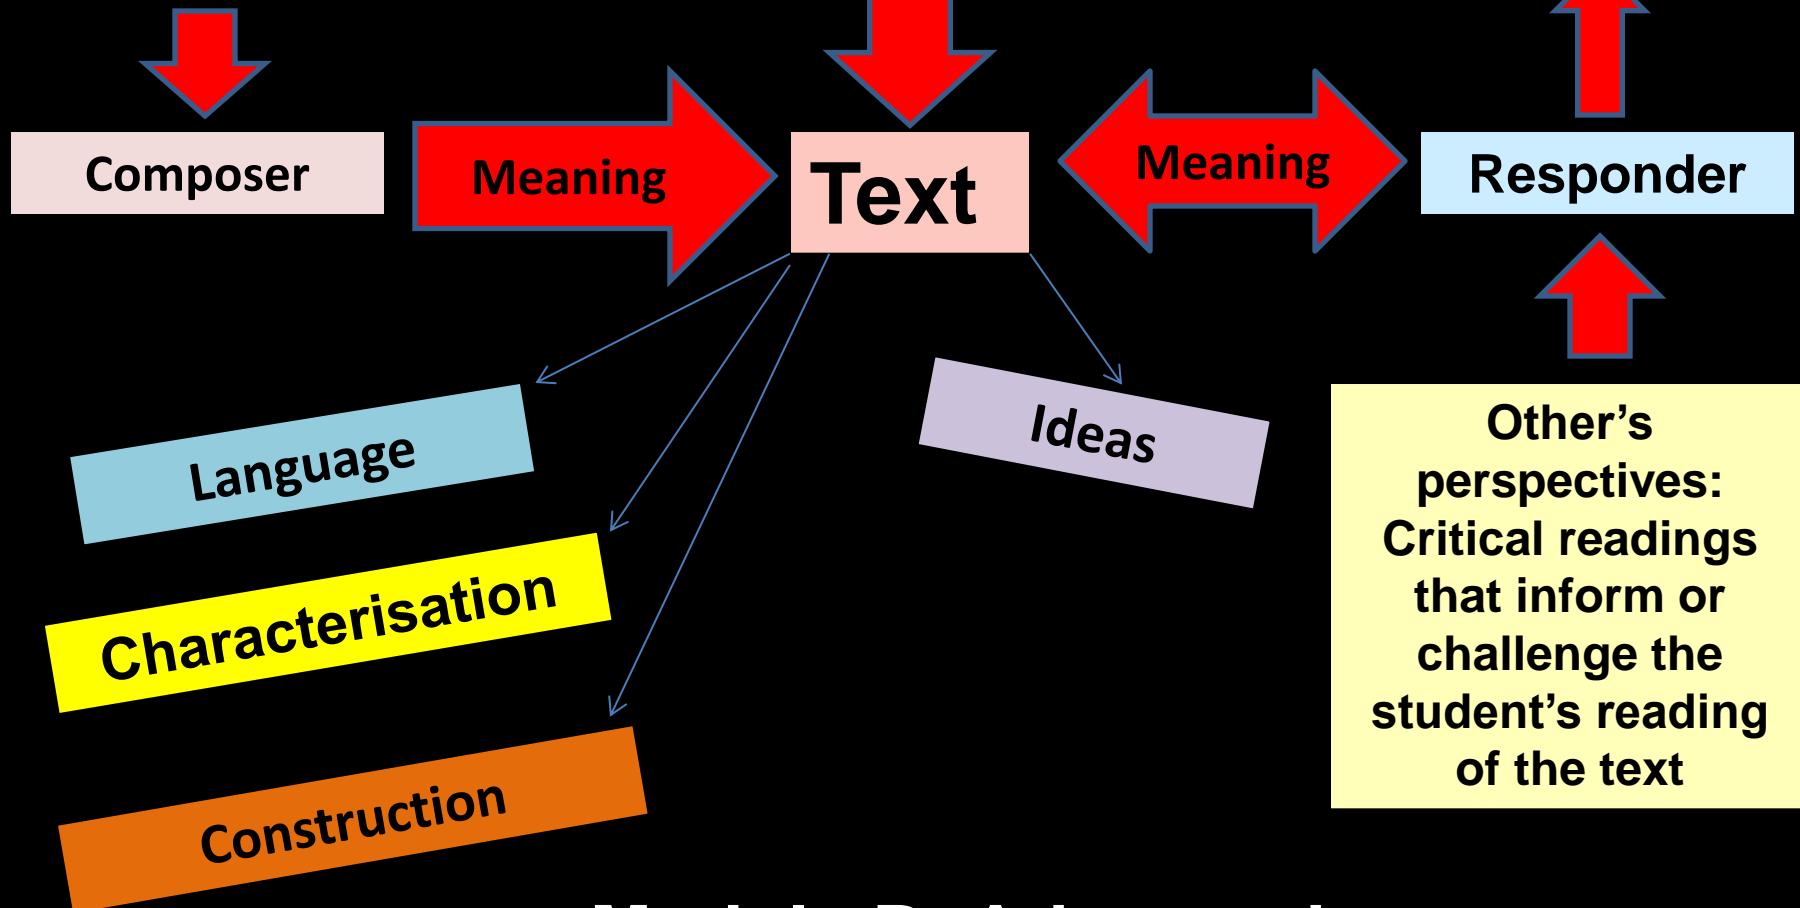 Composer
Meaning
Text
Meaning
Responder
Language
Ideas
Characterisation
Construction
Other’s
perspectives:
Critical readings
that inform or
challenge the
student’s reading
of the text